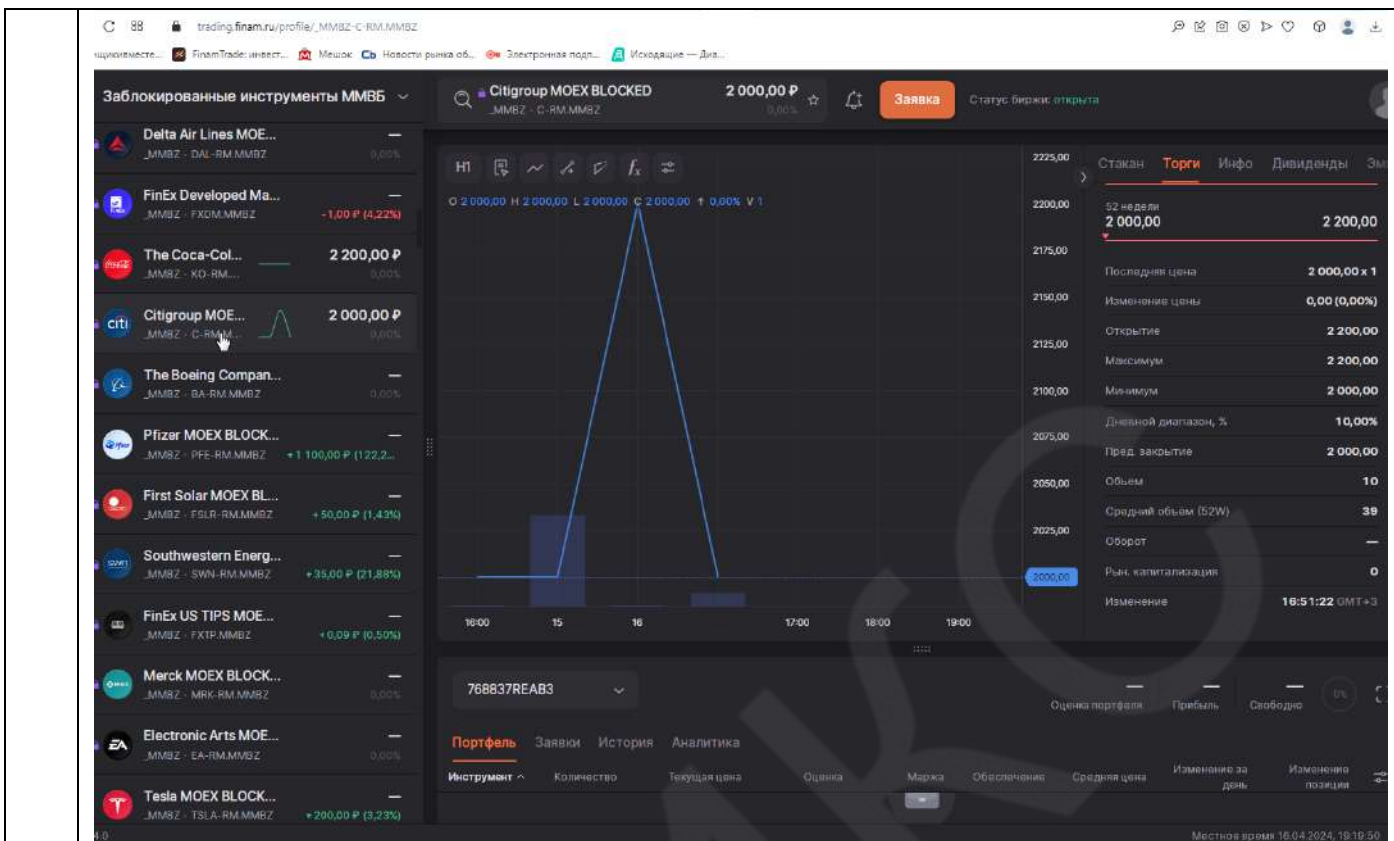 trading.finam.ru/profile/_MMBZ-C-RM.MMBZ
FinamTrade: инвест... Мешок Сb Новости рынка об... Электронная подп... Исходящие — Диа...
Заблокированные инструменты ММВБ
Citigroup MOEX BLOCKED 2 000,00 ₽
_MMBZ · C-RM.MMBZ 0,00%
Заявка
Статус биржи: открыта
Delta Air Lines MOE... —
_MMBZ · DAL-RM.MMBZ 0,00%
FinEx Developed Ma... —
_MMBZ · FXDM.MMBZ -1,00 ₽ (4,22%)
The Coca-Col... 2 200,00 ₽
_MMBZ · KO-RM.... 0,00%
Citigroup MOE... 2 000,00 ₽
_MMBZ · C-RM.M... 0,00%
citi
The Boeing Compan... —
_MMBZ · BA-RM.MMBZ 0,00%
Pfizer MOEX BLOCK... —
_MMBZ · PFE-RM.MMBZ +1 100,00 ₽ (122,2...
First Solar MOEX BL... —
_MMBZ · FSLR-RM.MMBZ +50,00 ₽ (1,43%)
Southwestern Energ... —
_MMBZ · SWN-RM.MMBZ +35,00 ₽ (21,88%)
FinEx US TIPS MOE... —
_MMBZ · FXTP.MMBZ +0,09 ₽ (0,50%)
Merck MOEX BLOCK... —
_MMBZ · MRK-RM.MMBZ 0,00%
Electronic Arts MOE... —
_MMBZ · EA-RM.MMBZ 0,00%
Tesla MOEX BLOCK... —
_MMBZ · TSLA-RM.MMBZ +200,00 ₽ (3,23%)
4.0
H1
O 2 000,00 H 2 000,00 L 2 000,00 C 2 000,00 0,00% V 1
2225,00
2200,00
2175,00
2150,00
2125,00
2100,00
2075,00
2050,00
2025,00
2000,00
16:00 15 16 17:00 18:00 19:00
Стакан Торги Инфо Дивиденды Эм
52 недели
2 000,00 2 200,00
Последняя цена 2 000,00 x 1
Изменение цены 0,00 (0,00%)
Открытие 2 200,00
Максимум 2 200,00
Минимум 2 000,00
Дневной диапазон, % 10,00%
Пред. закрытие 2 000,00
Объем 10
Средний объем (52W) 39
Оборот —
Рын. капитализация 0
Изменение 16:51:22 GMT+3
768837REAB3
— — — 0%
Оценка портфеля Прибыль Свободно
Портфель Заявки История Аналитика
Инструмент Количество Текущая цена Оценка Маржа Обеспечение Средняя цена Изменение за день Изменение позиции
Местное время 16.04.2024, 19:19:50